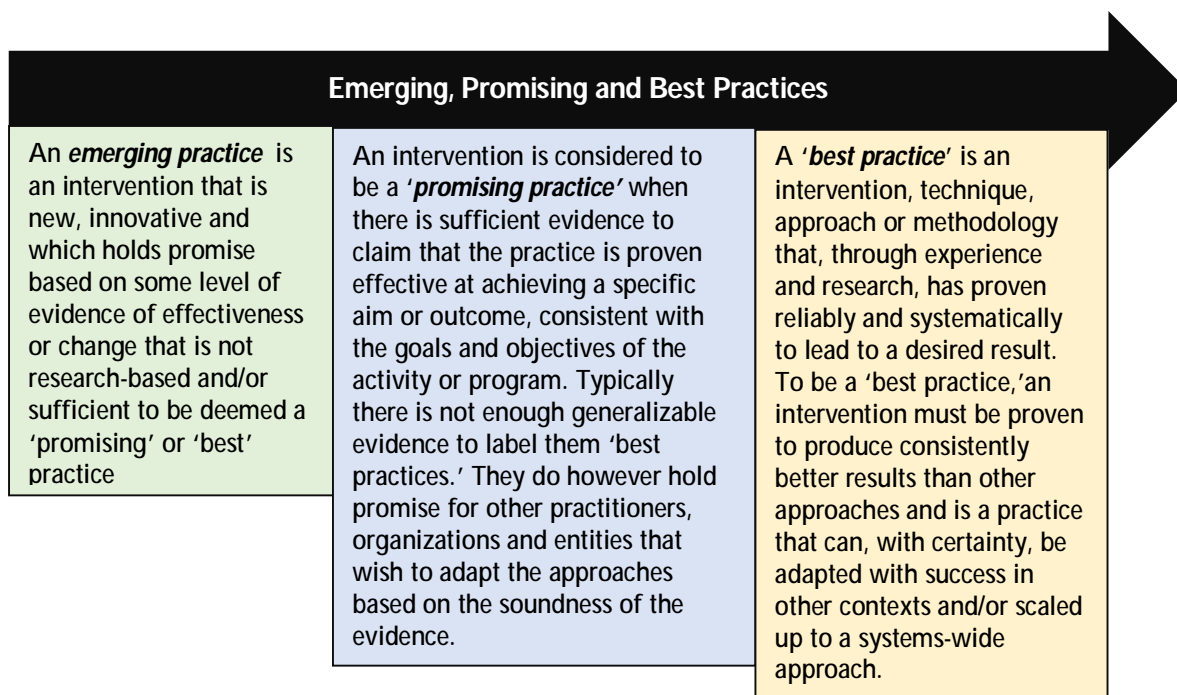 Emerging, Promising and Best Practices
An emerging practice is
an intervention that is
new, innovative and
which holds promise
based on some level of
evidence of effectiveness
or change that is not
research-based and/or
sufficient to be deemed a
‘promising’ or ‘best’
practice
An intervention is considered to
be a ‘promising practice’ when
there is sufficient evidence to
claim that the practice is proven
effective at achieving a specific
aim or outcome, consistent with
the goals and objectives of the
activity or program. Typically
there is not enough generalizable
evidence to label them ‘best
practices.’ They do however hold
promise for other practitioners,
organizations and entities that
wish to adapt the approaches
based on the soundness of the
evidence.
A ‘best practice’ is an
intervention, technique,
approach or methodology
that, through experience
and research, has proven
reliably and systematically
to lead to a desired result.
To be a ‘best practice,’an
intervention must be proven
to produce consistently
better results than other
approaches and is a practice
that can, with certainty, be
adapted with success in
other contexts and/or scaled
up to a systems-wide
approach.